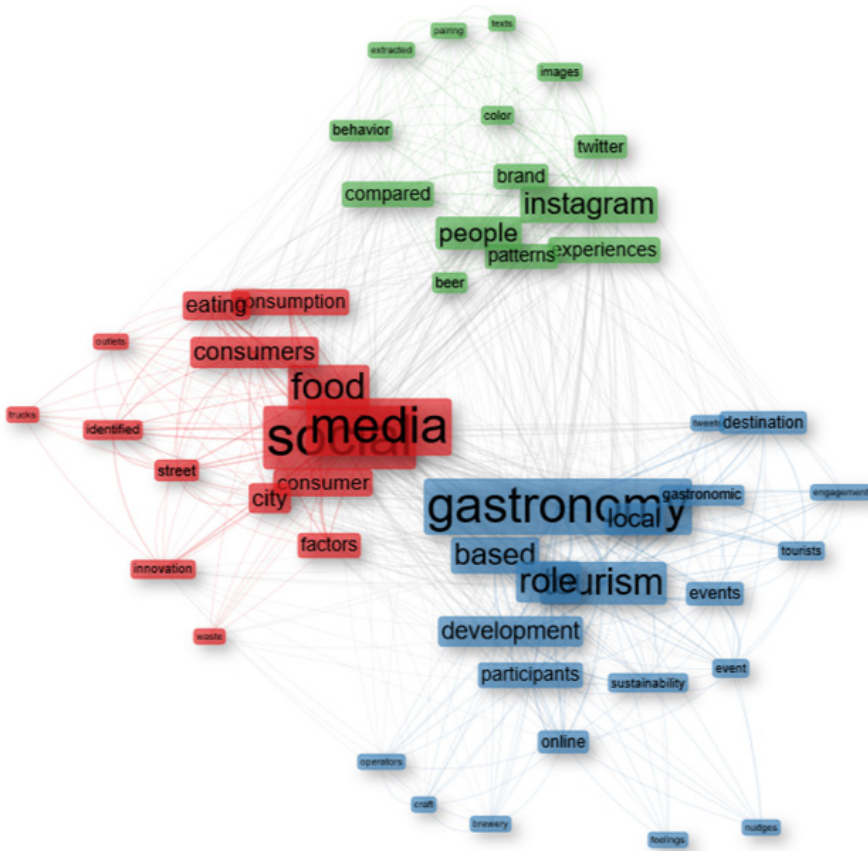 texts
pairing
extracted
images
color
behavior
twitter
brand
compared
instagram
people
experiences
patterns
beer
eating
consumption
outlets
consumers
food
trucks
media
social
identified
street
consumer
city
factors
innovation
waste
tweets
destination
gastronomy
gastronomic
engagement
local
based
tourists
role
tourism
events
development
participants
event
sustainability
online
operators
craft
brewery
nudges
feelings